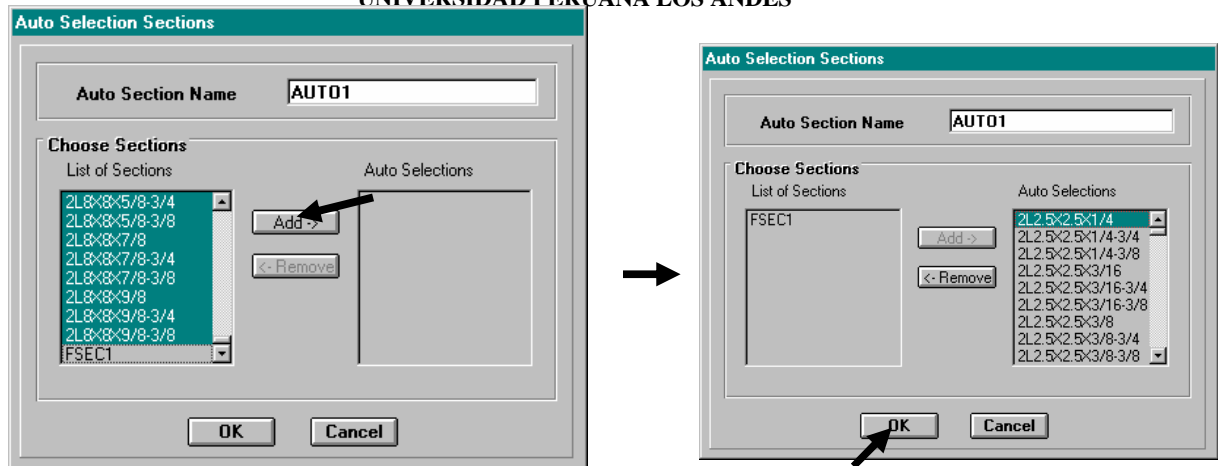 UNIVERSIDAD PERUANA LOS ANDES
Auto Selection Sections
Auto Section Name
AUTO1
Choose Sections
List of Sections
Auto Selections
2L8X8X5/8-3/4
2L8X8X5/8-3/8
2L8X8X7/8
2L8X8X7/8-3/4
2L8X8X7/8-3/8
2L8X8X9/8
2L8X8X9/8-3/4
2L8X8X9/8-3/8
FSEC1
Add ->
<- Remove
OK
Cancel
Auto Selection Sections
Auto Section Name
AUTO1
Choose Sections
List of Sections
Auto Selections
FSEC1
Add ->
<- Remove
2L2.5X2.5X1/4
2L2.5X2.5X1/4-3/4
2L2.5X2.5X1/4-3/8
2L2.5X2.5X3/16
2L2.5X2.5X3/16-3/4
2L2.5X2.5X3/16-3/8
2L2.5X2.5X3/8
2L2.5X2.5X3/8-3/4
2L2.5X2.5X3/8-3/8
OK
Cancel